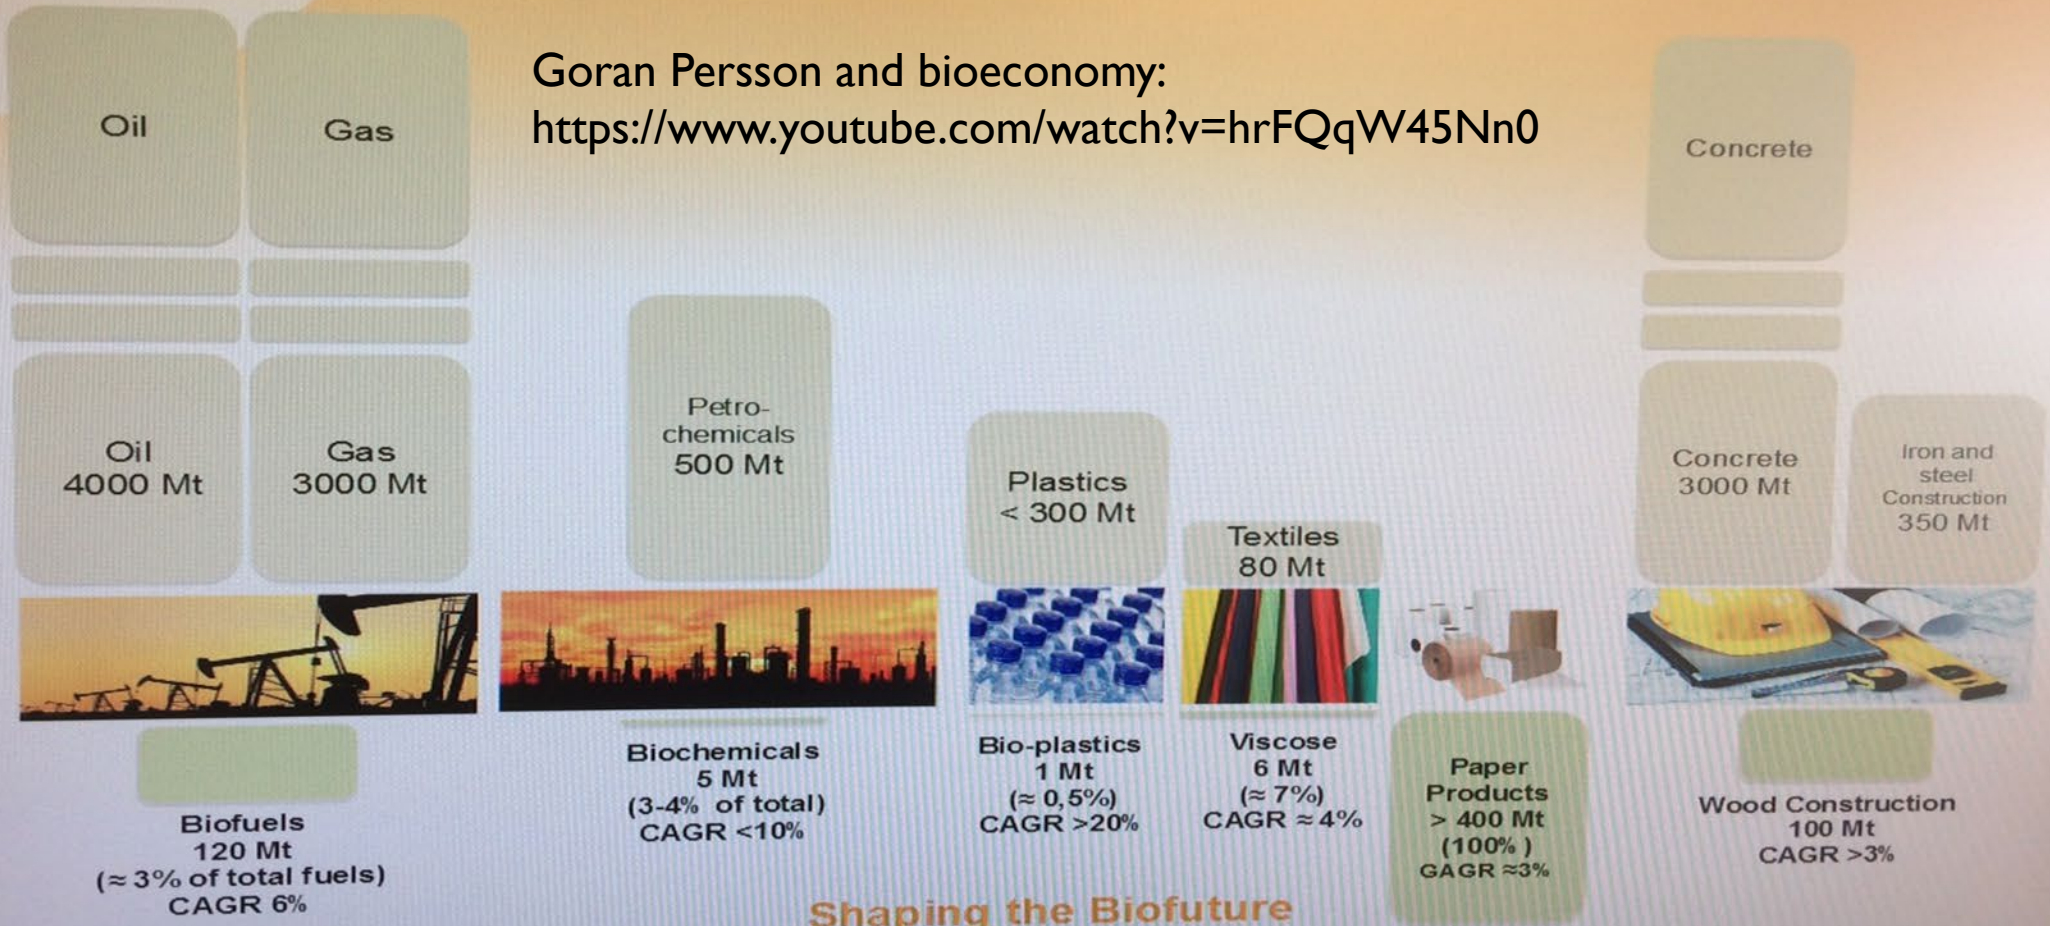 Goran Persson and bioeconomy:
https://www.youtube.com/watch?v=hrFQqW45Nn0
Oil
Gas
Concrete
Oil
4000 Mt
Gas
3000 Mt
Petro-
chemicals
500 Mt
Plastics
< 300 Mt
Textiles
80 Mt
Concrete
3000 Mt
Iron and
steel
Construction
350 Mt
Biofuels
120 Mt
(≈ 3% of total fuels)
CAGR 6%
Biochemicals
5 Mt
(3-4% of total)
CAGR <10%
Bio-plastics
1 Mt
(≈ 0,5%)
CAGR >20%
Viscose
6 Mt
(≈ 7%)
CAGR ≈ 4%
Paper
Products
> 400 Mt
(100% )
GAGR ≈3%
Wood Construction
100 Mt
CAGR >3%
Shaping the Biofuture